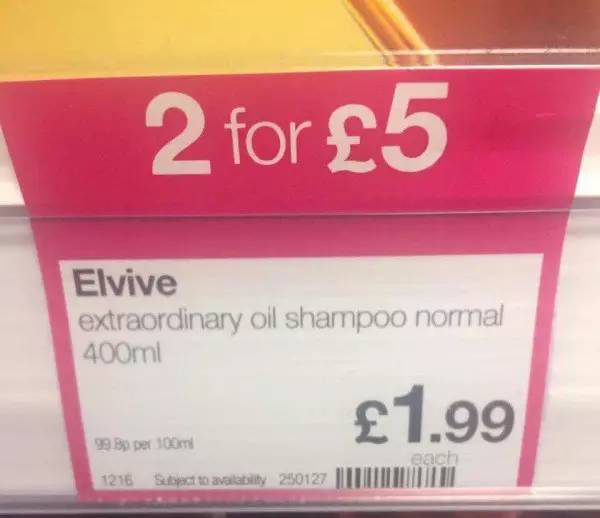 2 for £5
Elvive
extraordinary oil shampoo normal
400ml
£1.99
each
99.8p per 100ml
1216 Subject to availability 250127